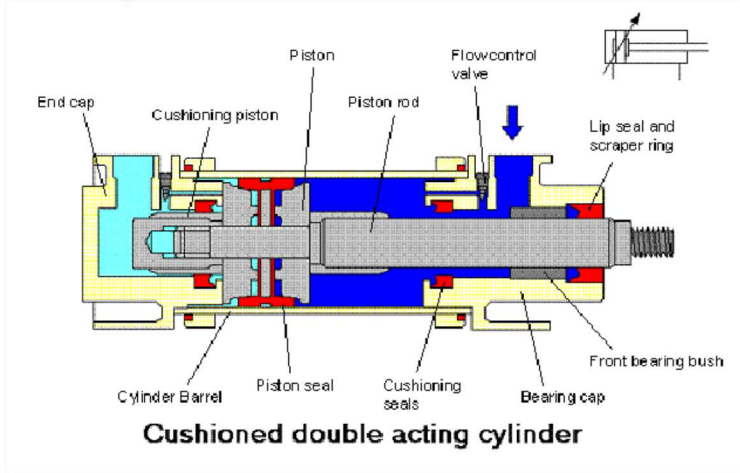 Piston
Flowcontrol
valve
End cap
Cushioning piston
Piston rod
Lip seal and
scraper ring
Front bearing bush
Cylinder Barrel
Piston seal
Cushioning
seals
Bearing cap
Cushioned double acting cylinder